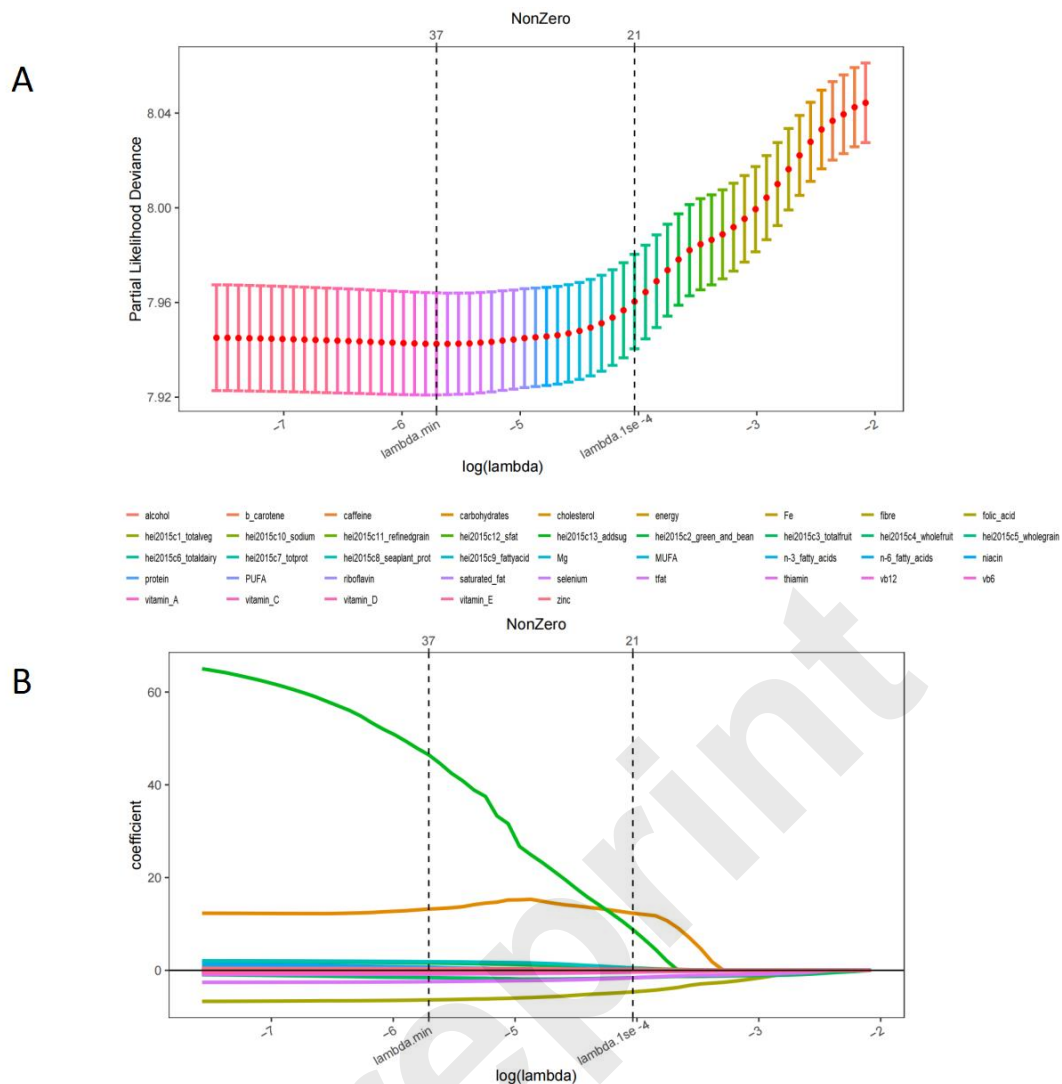 NonZero
37 21
A
8.04
8.00
7.96
7.92
Partial Likelihood Deviance
-7 -6 lambda.min -5 lambda.1se -4 -3 -2
log(lambda)
alcohol b_carotene caffeine carbohydrates cholesterol energy Fe fibre folic_acid
hei2015c1_totalveg hei2015c10_sodium hei2015c11_refinedgrain hei2015c12_sfat hei2015c13_addsug hei2015c2_green_and_bean hei2015c3_totalfruit hei2015c4_wholefruit hei2015c5_wholegrain
hei2015c6_totaldairy hei2015c7_totprot hei2015c8_seaplant_prot hei2015c9_fattyacid Mg MUFA n-3_fatty_acids n-6_fatty_acids niacin
protein PUFA riboflavin saturated_fat selenium tfat thiamin vb12 vb6
vitamin_A vitamin_C vitamin_D vitamin_E zinc
NonZero
37 21
B
60
40
20
0
coefficient
-7 -6 lambda.min -5 lambda.1se -4 -3 -2
log(lambda)
eprint